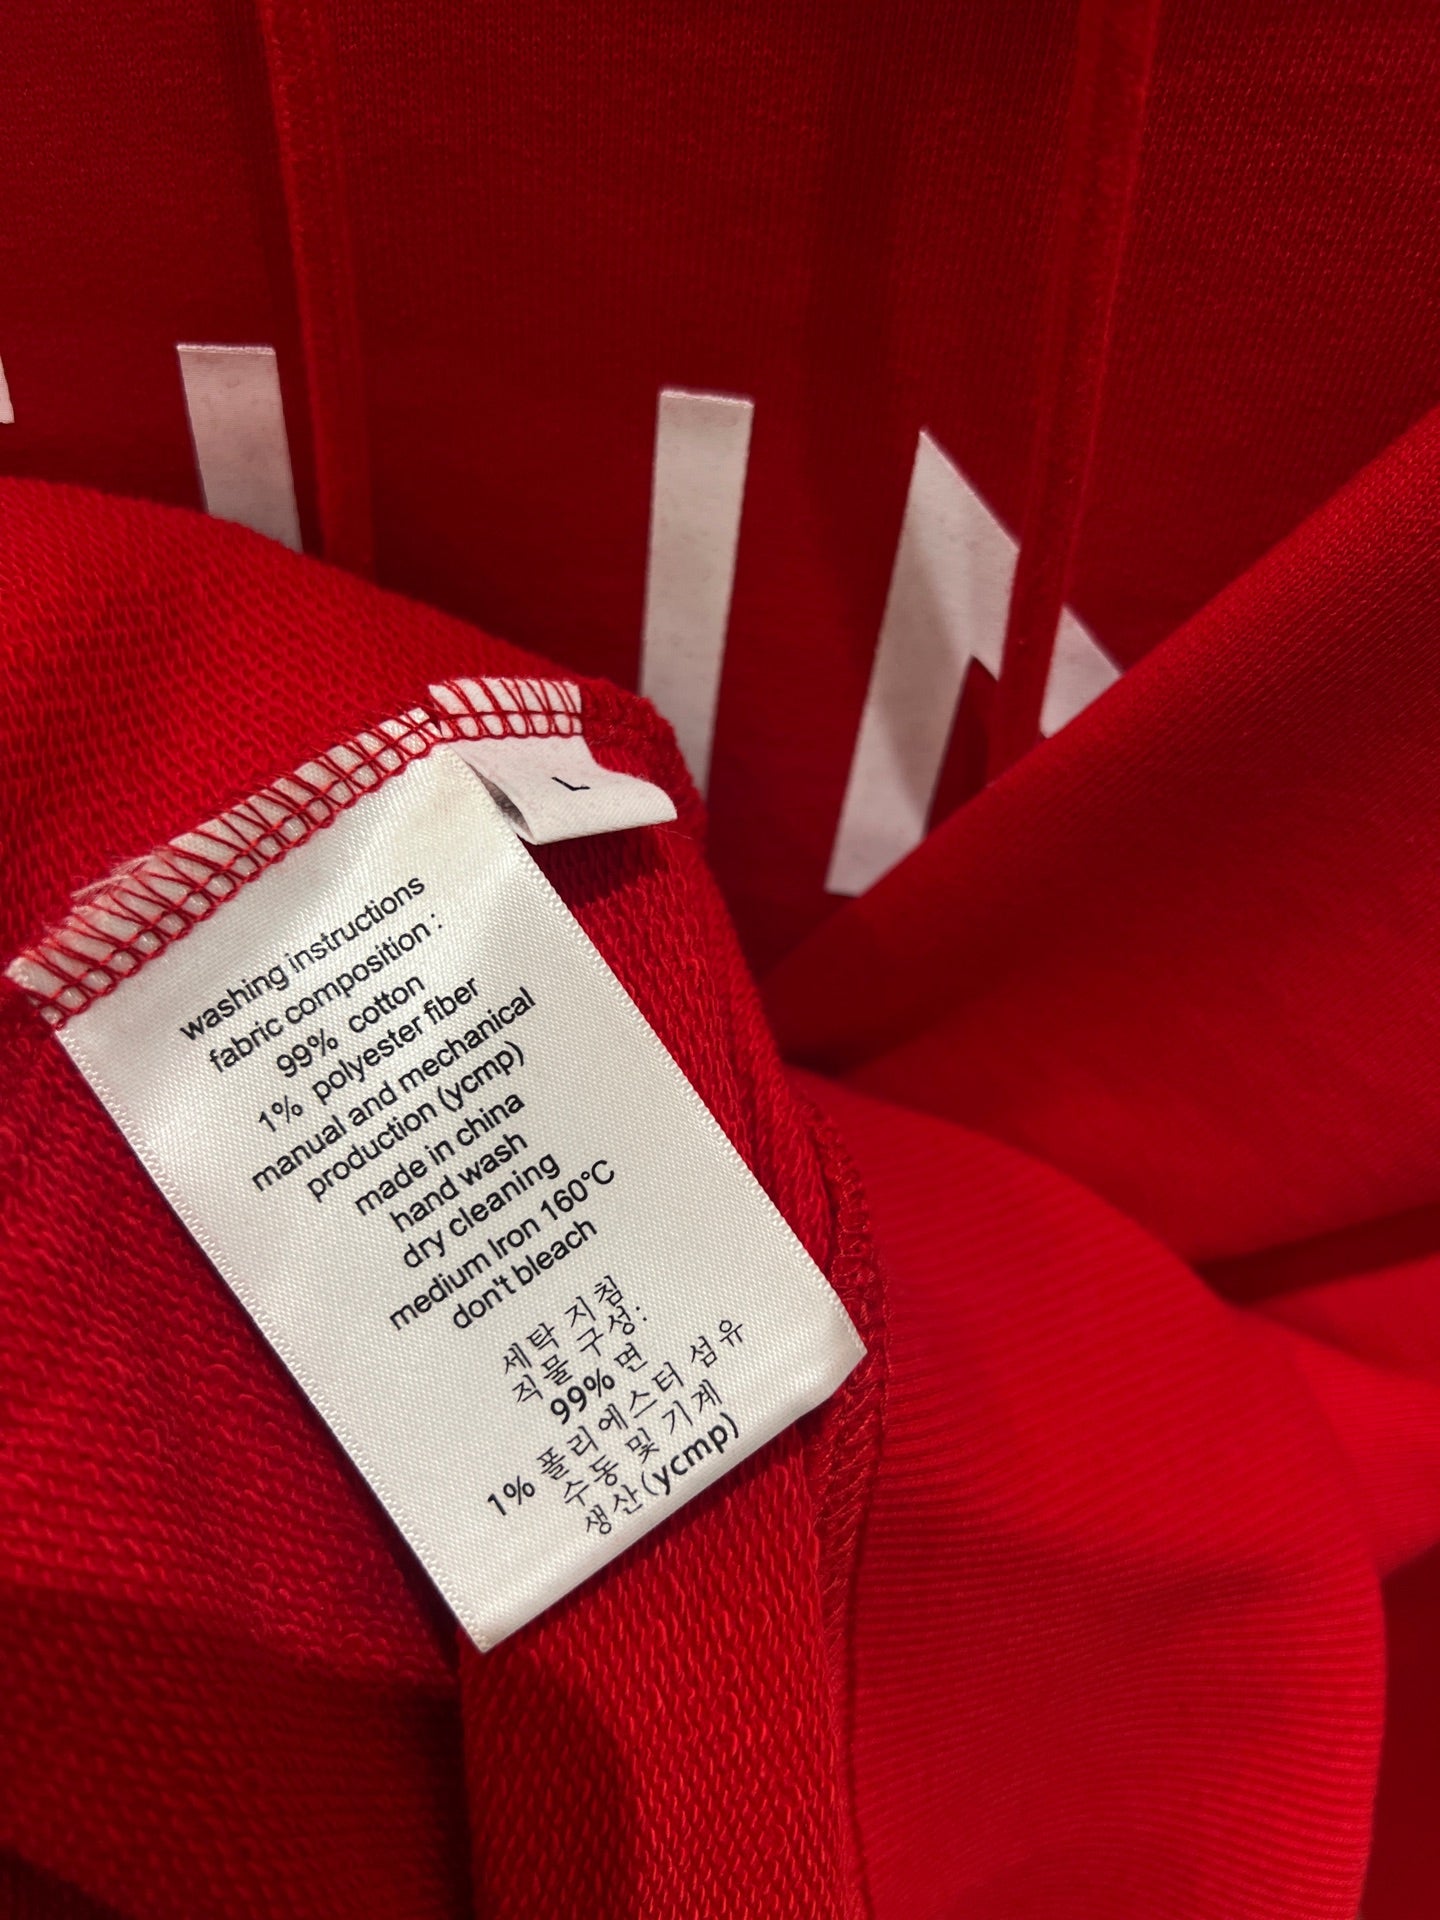 L
washing instructions
fabric composition :
99% cotton
1% polyester fiber
manual and mechanical
production (ycmp)
made in china
hand wash
dry cleaning
medium Iron 160°C
don't bleach
세탁 지침
직물 구성:
99% 면
1% 폴리에스터 섬유
수동 및 기계
생산(ycmp)